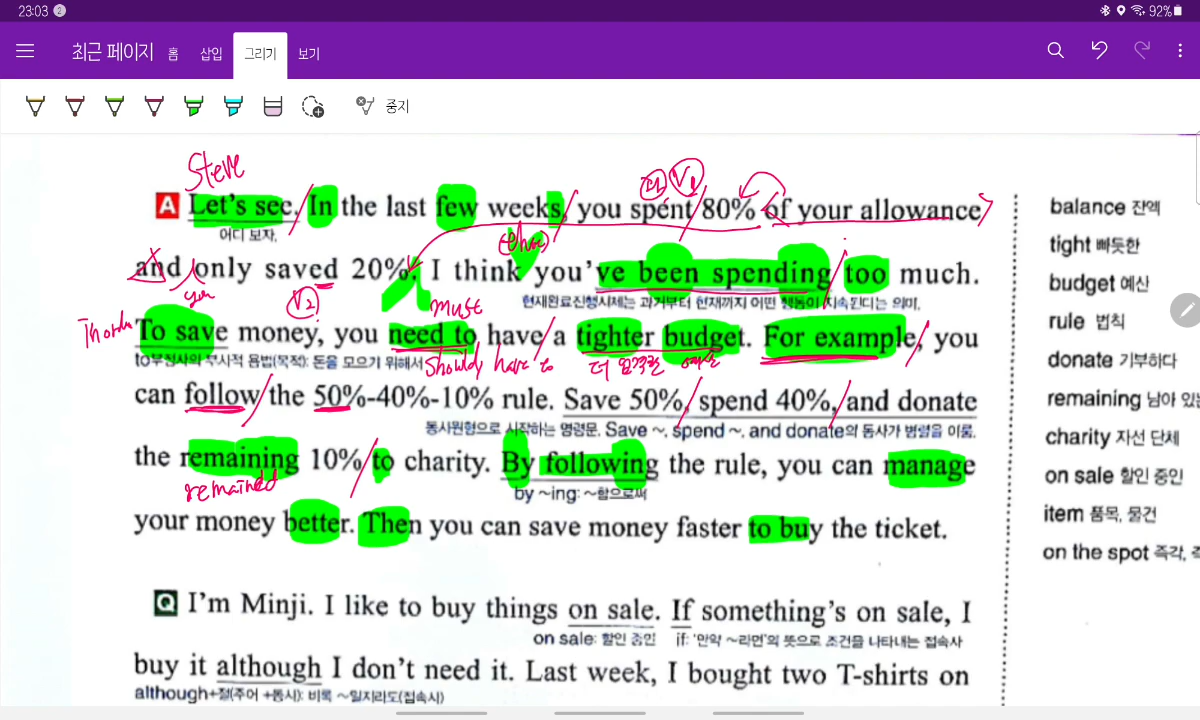 23:03 2 92%
최근 페이지 홈 삽입 그리기 보기
중지
Steve
A Let's see. In the last few weeks, you spent 80% of your allowance
어디 보자.
and only saved 20%. I think you've been spending too much.
you
현재완료진행시제는 과거부터 현재까지 어떤 행동이 지속된다는 의미.
V1
V2
must
To save money, you need to have a tighter budget. For example, you
to부정사의 부사적 용법(목적): 돈을 모으기 위해서
should have to
can follow the 50%-40%-10% rule. Save 50%, spend 40%, and donate
동사원형으로 시작하는 명령문. Save ~, spend ~, and donate의 동사가 병렬을 이룸.
the remaining 10% to charity. By following the rule, you can manage
remained
by ~ing: ~함으로써
your money better. Then you can save money faster to buy the ticket.
Q I'm Minji. I like to buy things on sale. If something's on sale, I
on sale: 할인 중인 if: '만약 ~라면'의 뜻으로 조건을 나타내는 접속사
buy it although I don't need it. Last week, I bought two T-shirts on
although+절(주어+동사): 비록 ~일지라도(접속사)
balance 잔액
tight 빠듯한
budget 예산
rule 법칙
donate 기부하다
remaining 남아 있는
charity 자선 단체
on sale 할인 중인
item 품목, 물건
on the spot 즉각,